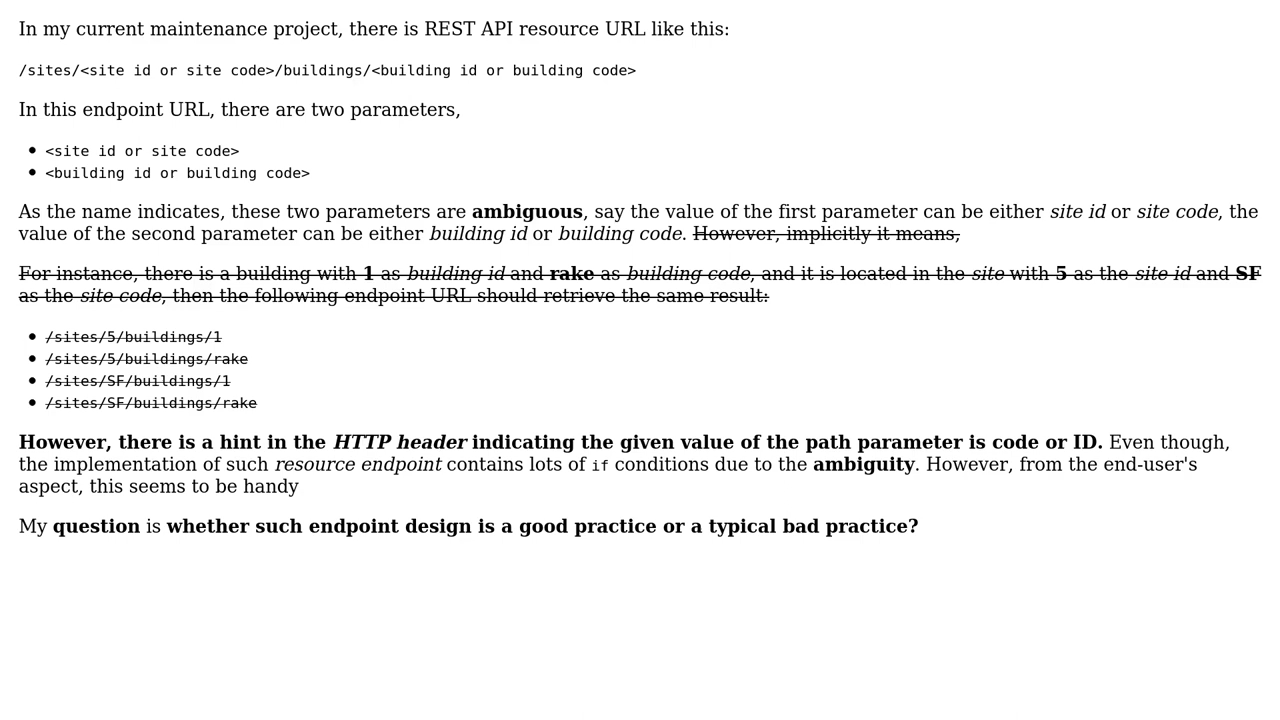 In my current maintenance project, there is REST API resource URL like this:
/sites/<site id or site code>/buildings/<building id or building code>
In this endpoint URL, there are two parameters,
<site id or site code>
<building id or building code>
As the name indicates, these two parameters are ambiguous, say the value of the first parameter can be either site id or site code, the
value of the second parameter can be either building id or building code. However, implicitly it means,
For instance, there is a building with 1 as building id and rake as building code, and it is located in the site with 5 as the site id and SF
as the site code, then the following endpoint URL should retrieve the same result:
/sites/5/buildings/1
/sites/5/buildings/rake
/sites/SF/buildings/1
/sites/SF/buildings/rake
However, there is a hint in the HTTP header indicating the given value of the path parameter is code or ID. Even though,
the implementation of such resource endpoint contains lots of if conditions due to the ambiguity. However, from the end-user's
aspect, this seems to be handy
My question is whether such endpoint design is a good practice or a typical bad practice?